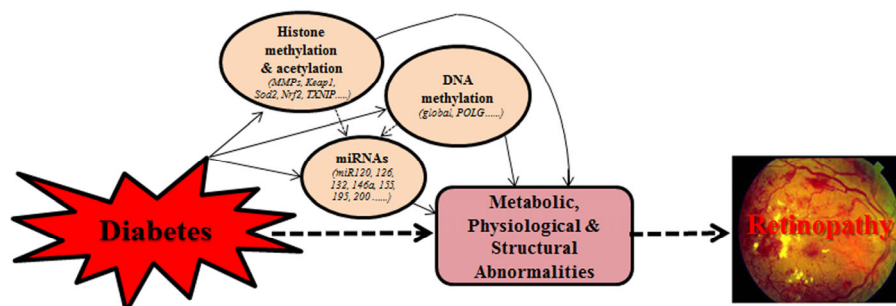 Histone
methylation
& acetylation
(MMPs, Keap1,
Sod2, Nrf2, TXNIP.....)
DNA
methylation
(global, POLG......)
miRNAs
(miR120, 126,
132, 146a, 155,
195, 200 ......)
Diabetes
Metabolic,
Physiological &
Structural
Abnormalities
Retinopathy